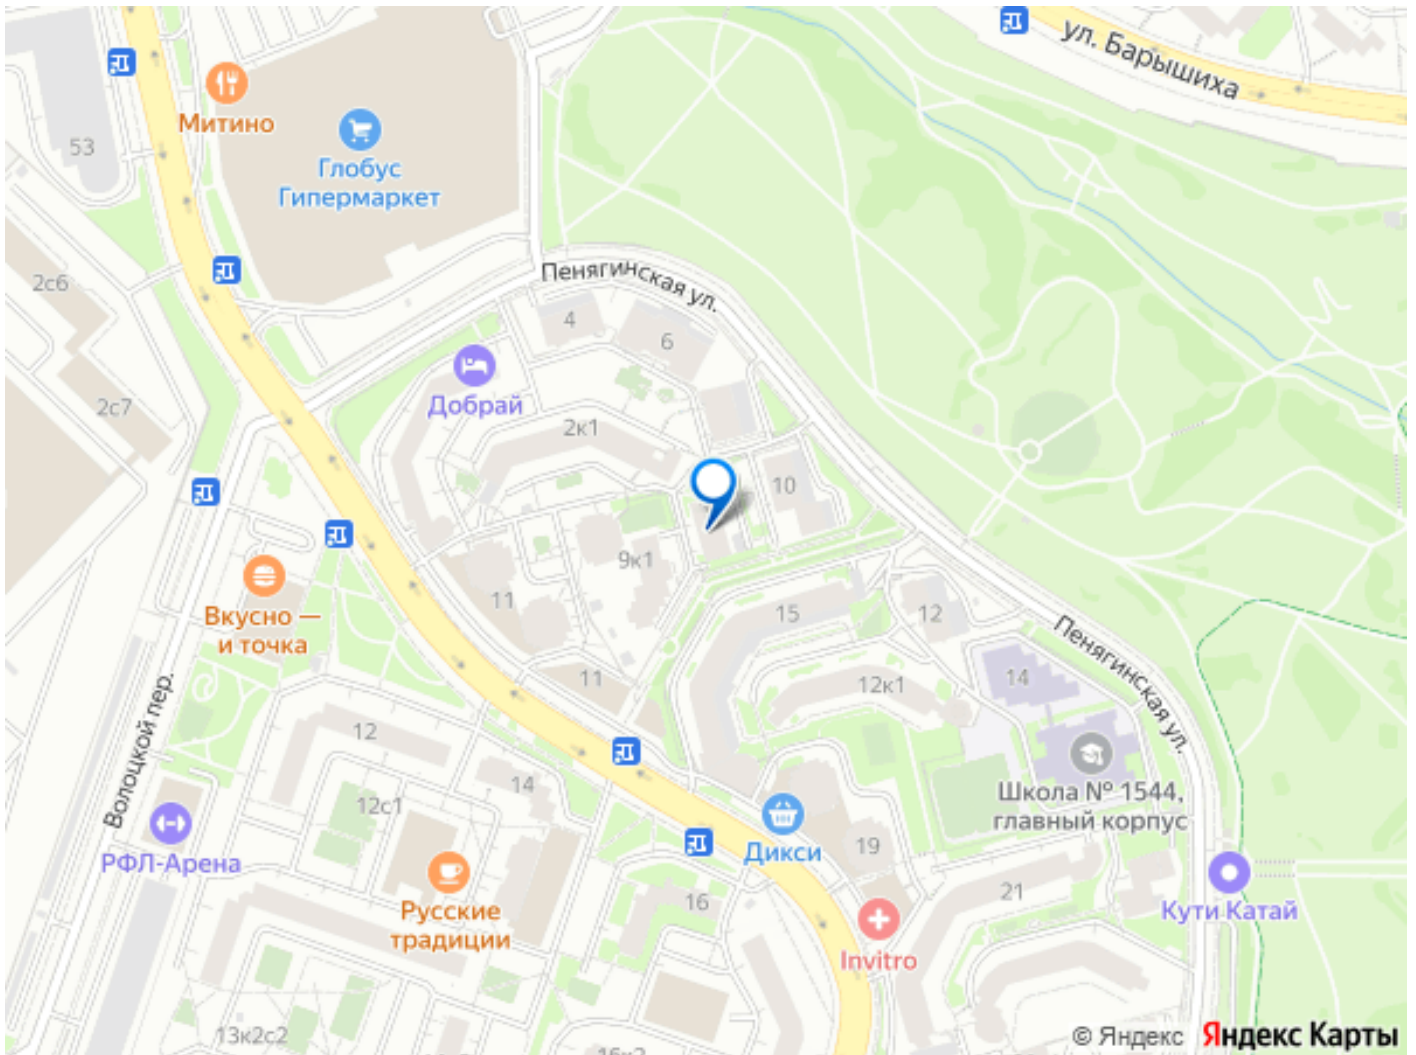 ул. Барышиха
Митино
53
Глобус
Гипермаркет
Пенягинская ул.
2с6
4
6
2с7
Добрай
2к1
10
9к1
11
Вкусно —
и точка
15
12
Пенягинская ул.
11
12к1
14
Волоцкой пер.
12
14
12с1
Школа № 1544,
главный корпус
РФЛ-Арена
Дикси
19
Русские
традиции
16
21
Кути Катай
Invitro
13к2с2
© Яндекс Яндекс Карты